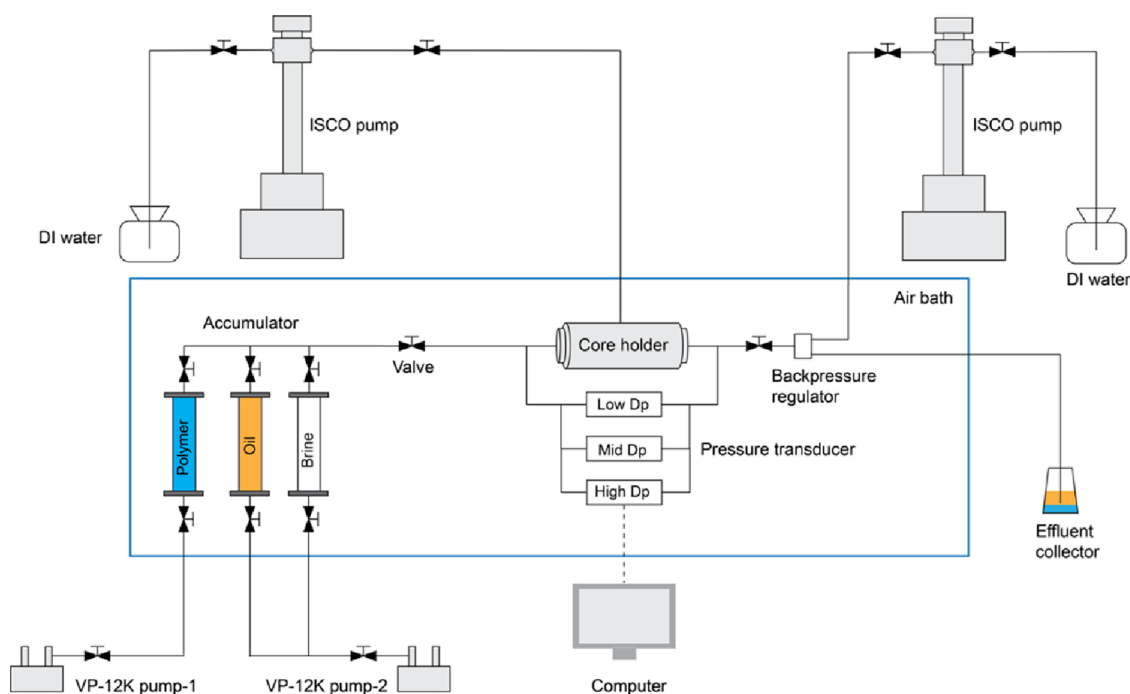 ISCO pump
ISCO pump
DI water
DI water
Air bath
Accumulator
Core holder
Valve
Backpressure
regulator
Low Dp
Mid Dp
Pressure transducer
High Dp
Polymer
Oil
Brine
Effluent
collector
VP-12K pump-1
VP-12K pump-2
Computer